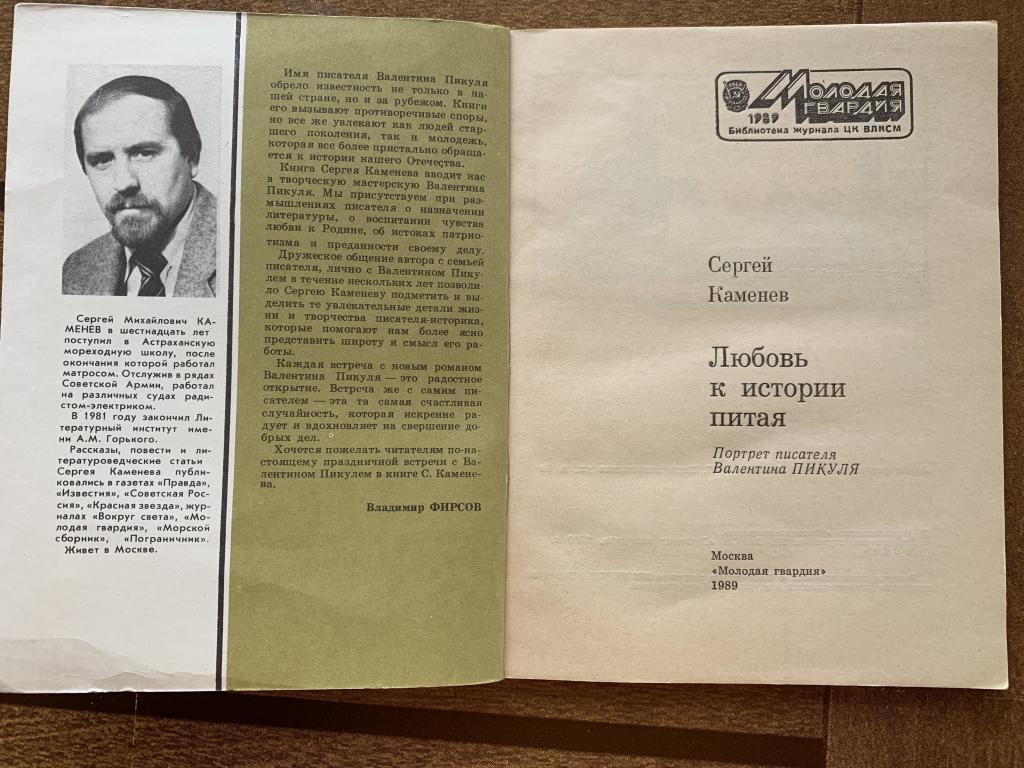 Сергей Михайлович КА-
МЕНЕВ в шестнадцать лет
поступил в Астраханскую
мореходную школу, после
окончания которой работал
матросом. Отслужив в рядах
Советской Армии, работал
на различных судах ради-
стом-электриком.
В 1981 году закончил Ли-
тературный институт име-
ни А.М. Горького.
Рассказы, повести и ли-
тературоведческие статьи
Сергея Каменева публи-
ковались в газетах «Правда»,
«Известия», «Советская Рос-
сия», «Красная звезда», жур-
налах «Вокруг света», «Мо-
лодая гвардия», «Морской
сборник», «Пограничник».
Живет в Москве.
Имя писателя Валентина Пикуля
обрело известность не только в на-
шей стране, но и за рубежом. Книги
его вызывают противоречивые споры,
но все же увлекают как людей стар-
шего поколения, так и молодежь,
которая все более пристально обраща-
ется к истории нашего Отечества.
Книга Сергея Каменева вводит нас
в творческую мастерскую Валентина
Пикуля. Мы присутствуем при раз-
мышлениях писателя о назначении
литературы, о воспитании чувства
любви к Родине, об истоках патрио-
тизма и преданности своему делу.
Дружеское общение автора с семьей
писателя, лично с Валентином Пику-
лем в течение нескольких лет позволи-
ло Сергею Каменеву подметить и вы-
делить те увлекательные детали жиз-
ни и творчества писателя-историка,
которые помогают нам более ясно
представить широту и смысл его ра-
боты.
Каждая встреча с новым романом
Валентина Пикуля — это радостное
открытие. Встреча же с самим пи-
сателем — эта та самая счастливая
случайность, которая искренне ра-
дует и вдохновляет на свершение до-
брых дел.
Хочется пожелать читателям по-на-
стоящему праздничной встречи с Ва-
лентином Пикулем в книге С. Камене-
ва.
Владимир ФИРСОВ
Молодая
гвардия
1989
Библиотека журнала ЦК ВЛКСМ
Сергей
Каменев
Любовь
к истории
питая
Портрет писателя
Валентина ПИКУЛЯ
Москва
«Молодая гвардия»
1989